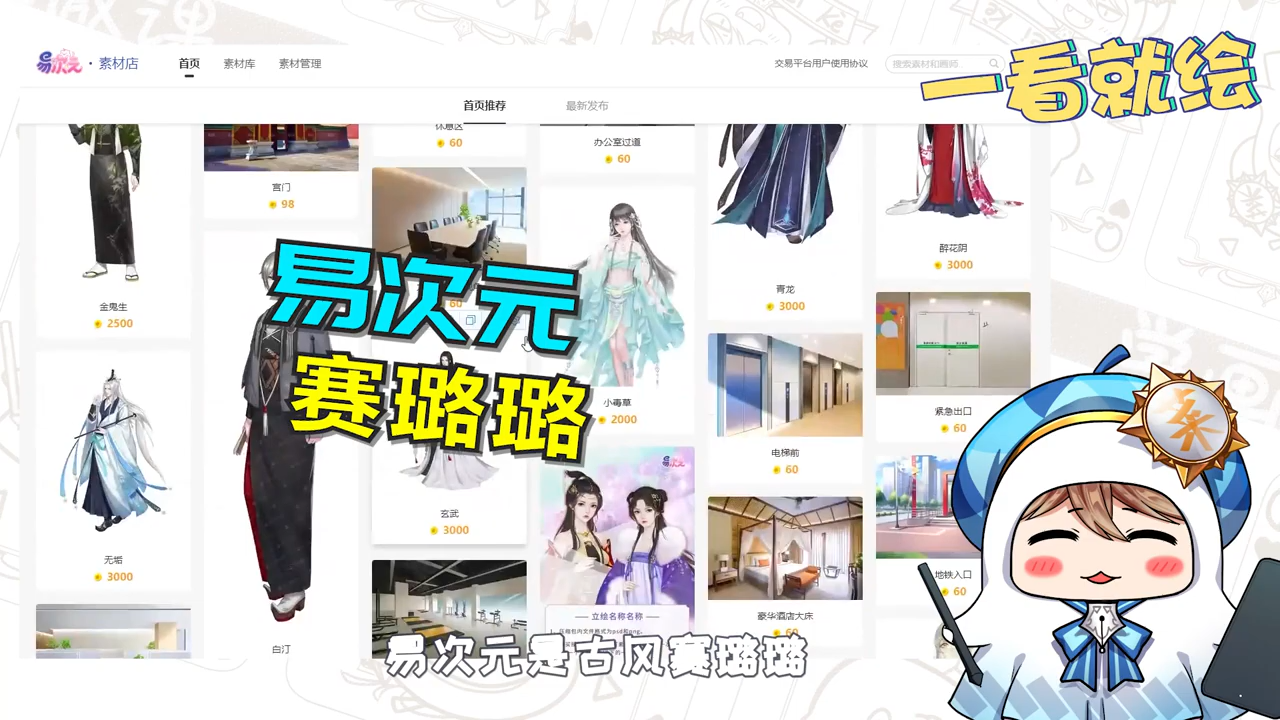 易次元 · 素材店
首页
素材库
素材管理
交易平台用户使用协议
搜索素材和画师
一看就绘
首页推荐
最新发布
金鬼生
2500
无垢
3000
宫门
98
白汀
休息区
60
60
玄武
3000
办公室过道
60
小毒草
2000
易次元
立绘名称名称
青龙
3000
电梯前
60
豪华酒店大床
60
醉花阴
3000
紧急出口
60
地铁入口
60
易次元
赛璐璐
易次元是古风赛璐璐